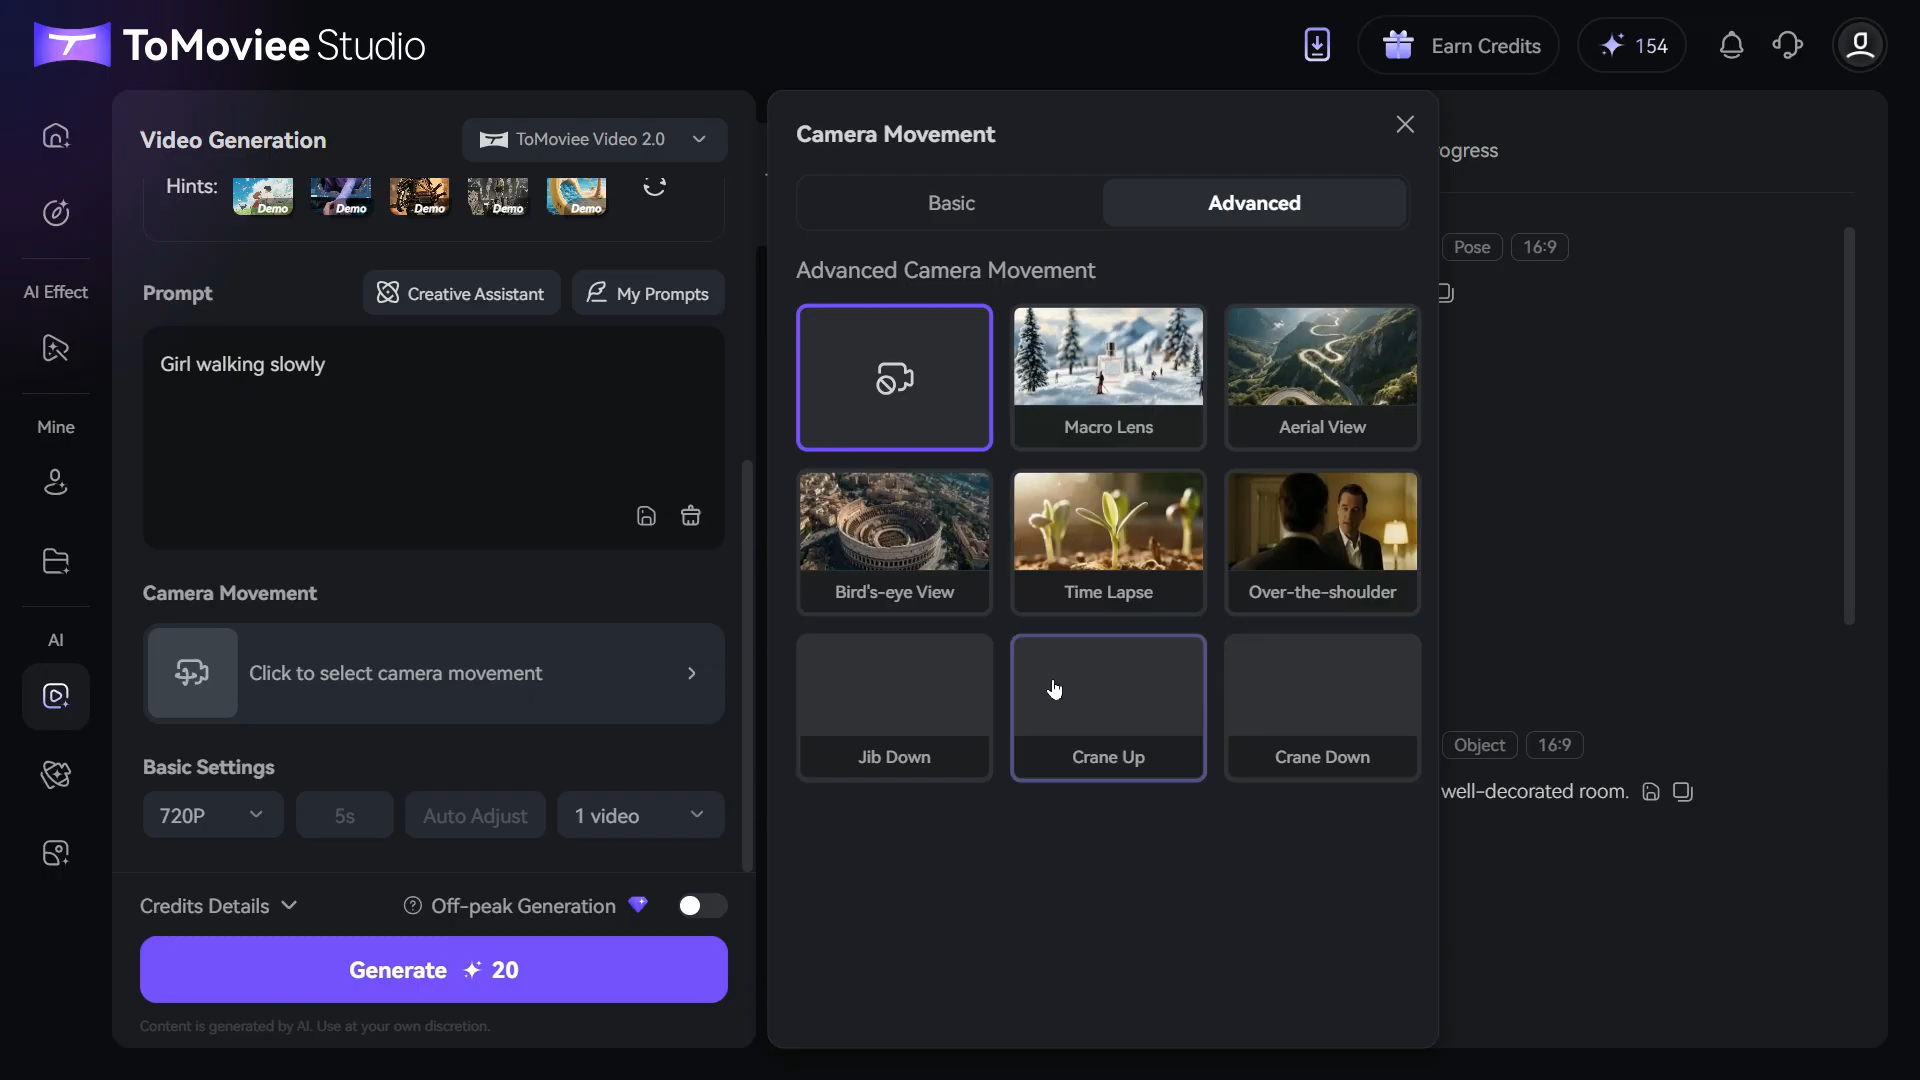 ToMoviee Studio
Earn Credits
154
Video Generation
ToMoviee Video 2.0
Hints:
Demo
Demo
Demo
Demo
Demo
AI Effect
Mine
AI
Prompt
Creative Assistant
My Prompts
Girl walking slowly
Camera Movement
Click to select camera movement
Basic Settings
720P
5s
Auto Adjust
1 video
Credits Details
Off-peak Generation
Generate 20
Content is generated by AI. Use at your own discretion.
Camera Movement
Basic
Advanced
Advanced Camera Movement
Macro Lens
Aerial View
Bird's-eye View
Time Lapse
Over-the-shoulder
Jib Down
Crane Up
Crane Down
ogress
Pose
16:9
Object
16:9
well-decorated room.